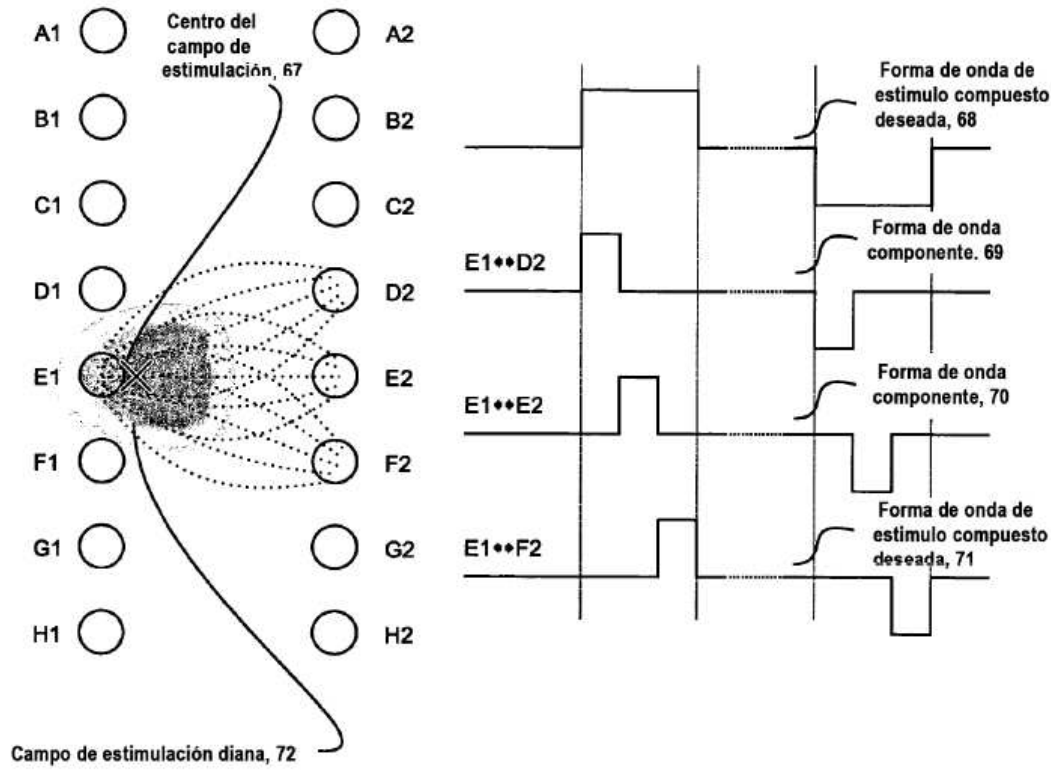 Centro del
campo de
estimulación, 67
A1
A2
B1
B2
C1
C2
D1
D2
E1
E2
F1
F2
G1
G2
H1
H2
Campo de estimulación diana, 72
Forma de onda de
estimulo compuesto
deseada, 68
E1↔D2
Forma de onda
componente. 69
E1↔E2
Forma de onda
componente, 70
E1↔F2
Forma de onda de
estimulo compuesto
deseada, 71